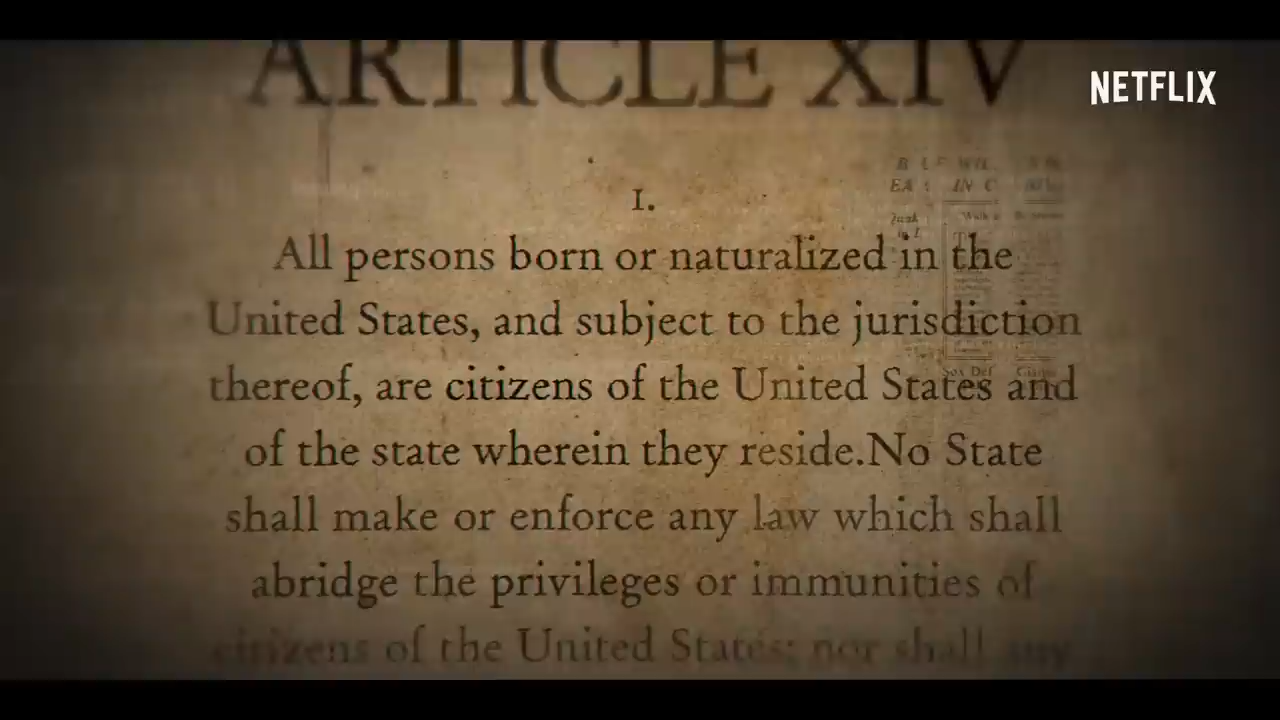 ARTICLE XIV
NETFLIX
I.
All persons born or naturalized in the
United States, and subject to the jurisdiction
thereof, are citizens of the United States and
of the state wherein they reside.No State
shall make or enforce any law which shall
abridge the privileges or immunities of
citizens of the United States; nor shall any